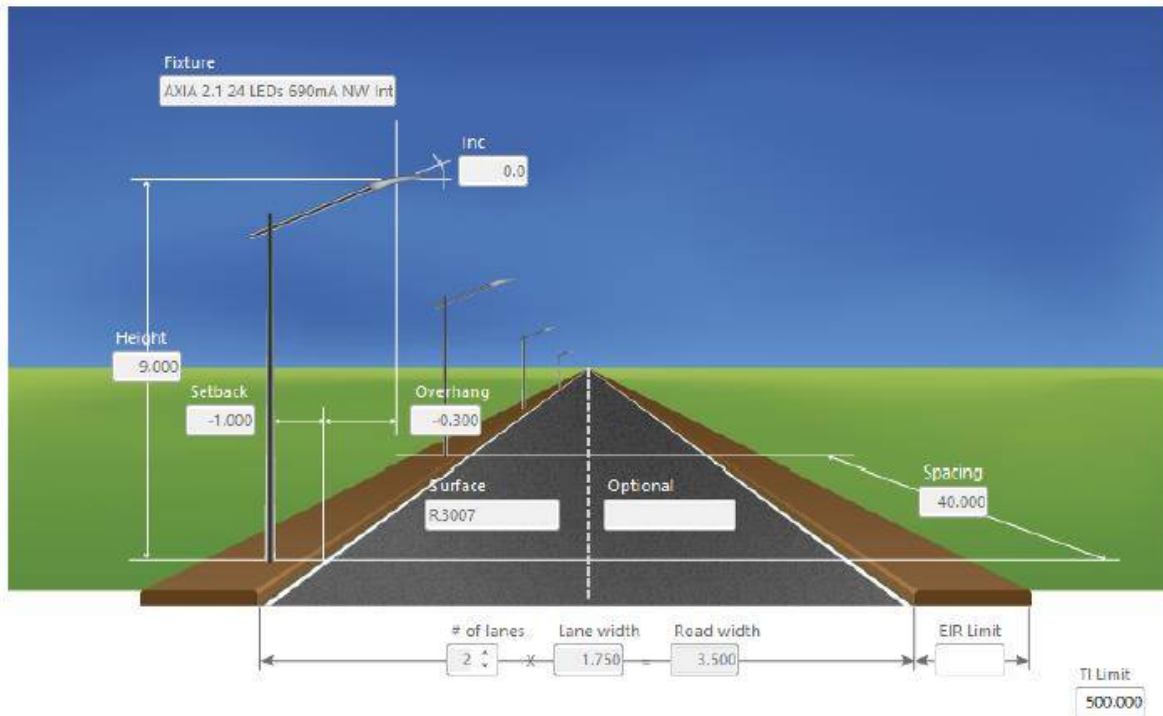 Fixture
AXIA 2.1 24 LEDs 690mA NW Int
Inc
0.0
Height
9.000
Setback
-1.000
Overhang
-0.300
Surface
R3007
Optional
Spacing
40.000
# of lanes
2
x
Lane width
1.750
=
Road width
3.500
EIR Limit
TI Limit
500.000